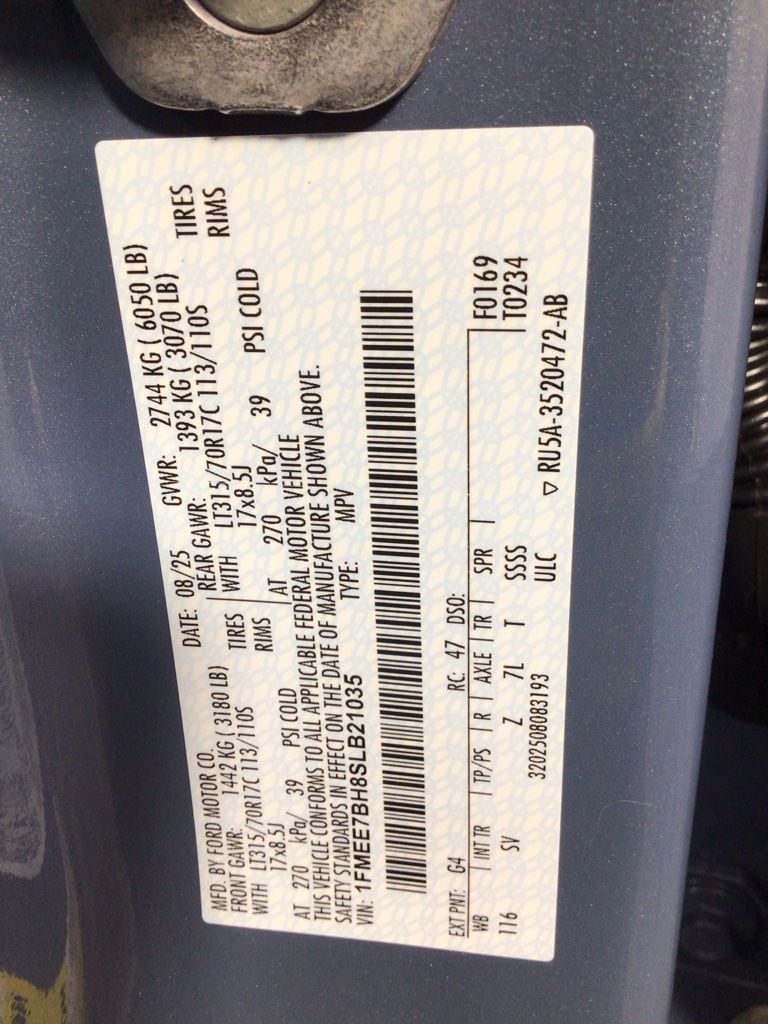 MFD. BY FORD MOTOR CO.
DATE: 08/25 GVWR: 2744 KG ( 6050 LB)
FRONT GAWR: 1442 KG ( 3180 LB) REAR GAWR: 1393 KG ( 3070 LB)
WITH LT315/70R17C 113/110S TIRES WITH LT315/70R17C 113/110S TIRES
17x8.5J RIMS 17x8.5J RIMS
AT 270 kPa/ 39 PSI COLD AT 270 kPa/ 39 PSI COLD
THIS VEHICLE CONFORMS TO ALL APPLICABLE FEDERAL MOTOR VEHICLE
SAFETY STANDARDS IN EFFECT ON THE DATE OF MANUFACTURE SHOWN ABOVE.
VIN: 1FMEE7BH8SLB21035 TYPE: MPV
EXT PNT: G4 RC: 47 DSO: F0169
WB INT TR TP/PS R AXLE TR SPR T0234
116 SV Z 7L T SSSS
ULC
3202508083193 ▽ RU5A-3520472-AB